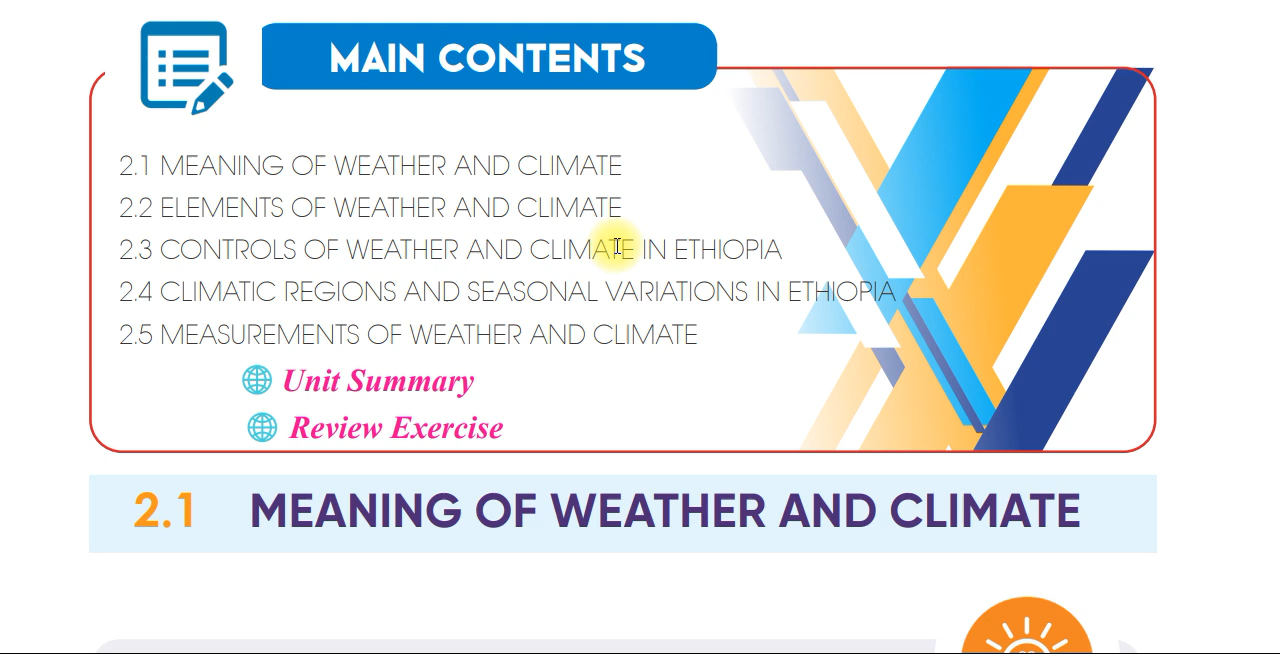 MAIN CONTENTS
2.1 MEANING OF WEATHER AND CLIMATE
2.2 ELEMENTS OF WEATHER AND CLIMATE
2.3 CONTROLS OF WEATHER AND CLIMATE IN ETHIOPIA
2.4 CLIMATIC REGIONS AND SEASONAL VARIATIONS IN ETHIOPIA
2.5 MEASUREMENTS OF WEATHER AND CLIMATE
Unit Summary
Review Exercise
2.1 MEANING OF WEATHER AND CLIMATE